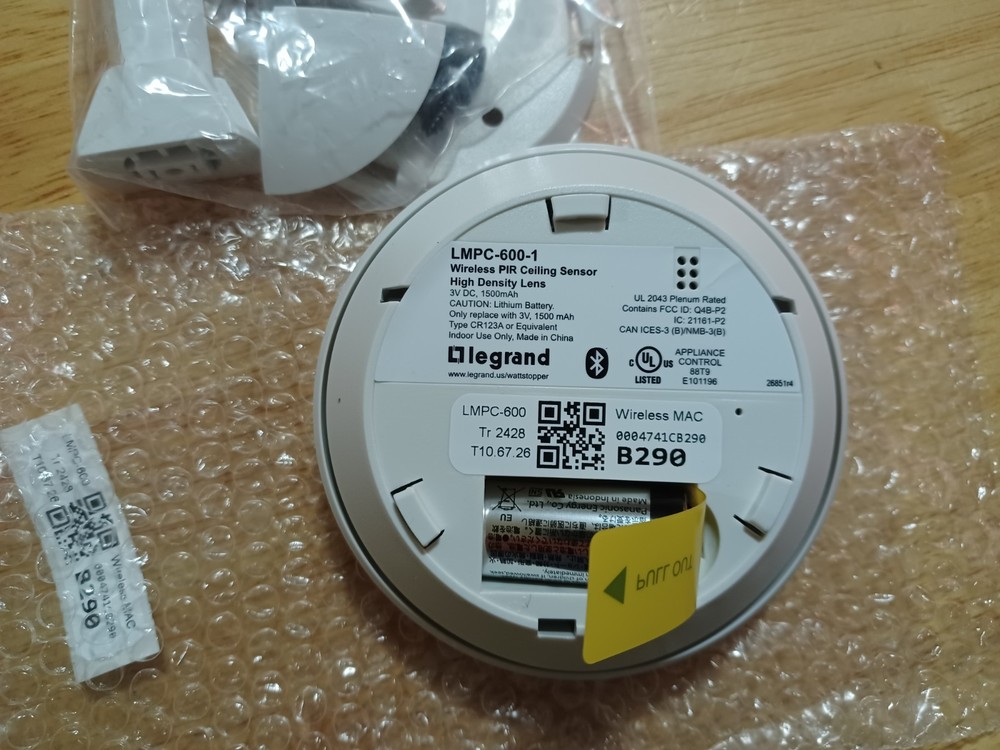 LMPC-600-1
Wireless PIR Ceiling Sensor
High Density Lens
3V DC, 1500mAh
CAUTION: Lithium Battery.
Only replace with 3V, 1500 mAh
Type CR123A or Equivalent
Indoor Use Only, Made in China
legrand
www.legrand.us/wattstopper
UL 2043 Plenum Rated
Contains FCC ID: Q4B-P2
IC: 21161-P2
CAN ICES-3 (B)/NMB-3(B)
C UL US
LISTED
APPLIANCE
CONTROL
88T9
E101196
26851r4
LMPC-600
Tr 2428
T10.67.26
Wireless MAC
0004741CB290
B290
Made in Indonesia
Panasonic Energy Co., Ltd.
EU
PULL OUT
Tr 2428
T10.67.26
Wireless MAC
0004741CB290
B290